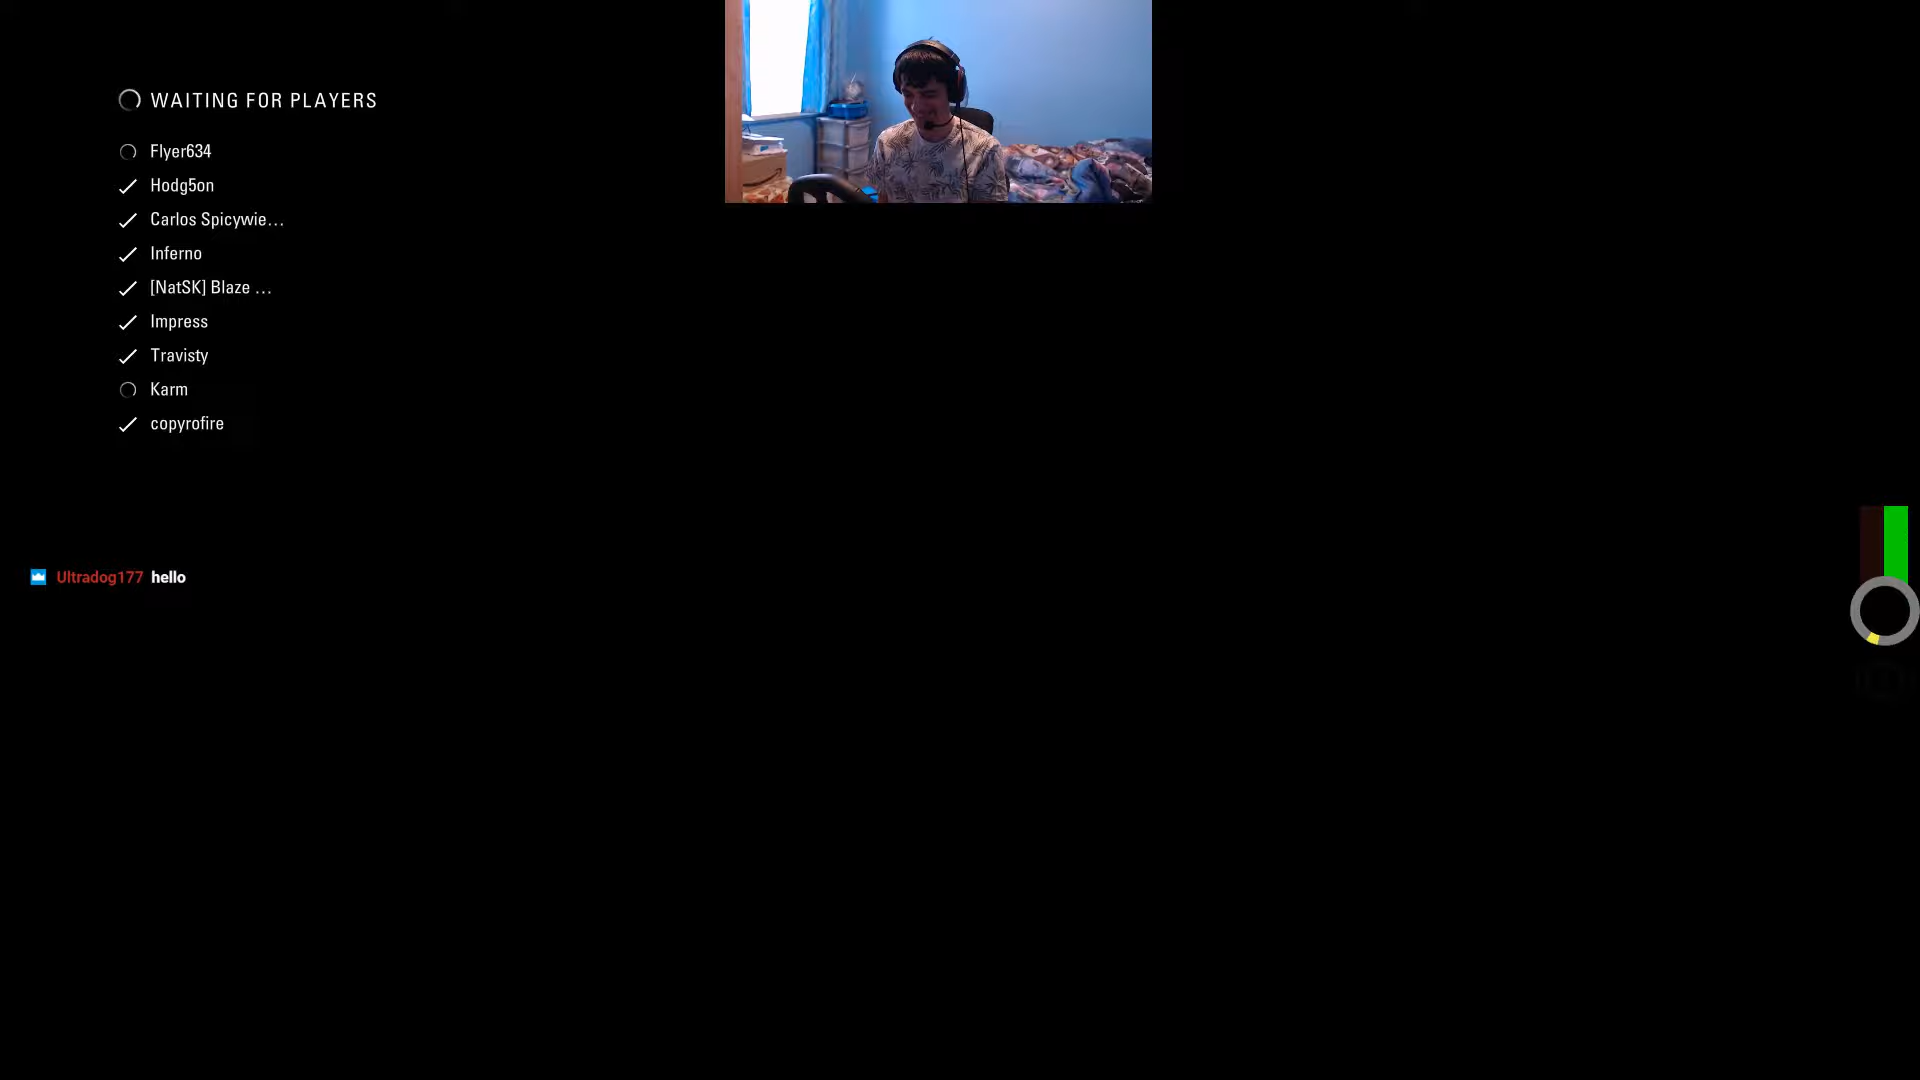 WAITING FOR PLAYERS
Flyer634
Hodg5on
Carlos Spicywie...
Inferno
[NatSK] Blaze ...
Impress
Travisty
Karm
copyrofire
Ultradog177 hello